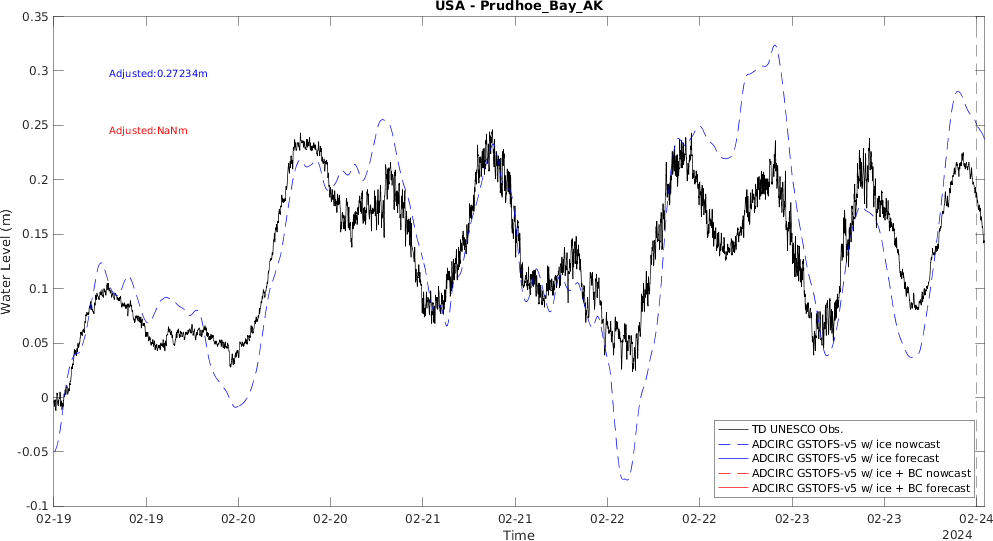 USA - Prudhoe_Bay_AK
0.35
0.3
0.25
0.2
0.15
0.1
0.05
0
-0.05
-0.1
Water Level (m)
Adjusted:0.27234m
Adjusted:NaNm
TD UNESCO Obs.
ADCIRC GSTOFS-v5 w/ ice nowcast
ADCIRC GSTOFS-v5 w/ ice forecast
ADCIRC GSTOFS-v5 w/ ice + BC nowcast
ADCIRC GSTOFS-v5 w/ ice + BC forecast
02-19 02-19 02-20 02-20 02-21 02-21 02-22 02-22 02-23 02-23 02-24
Time
2024